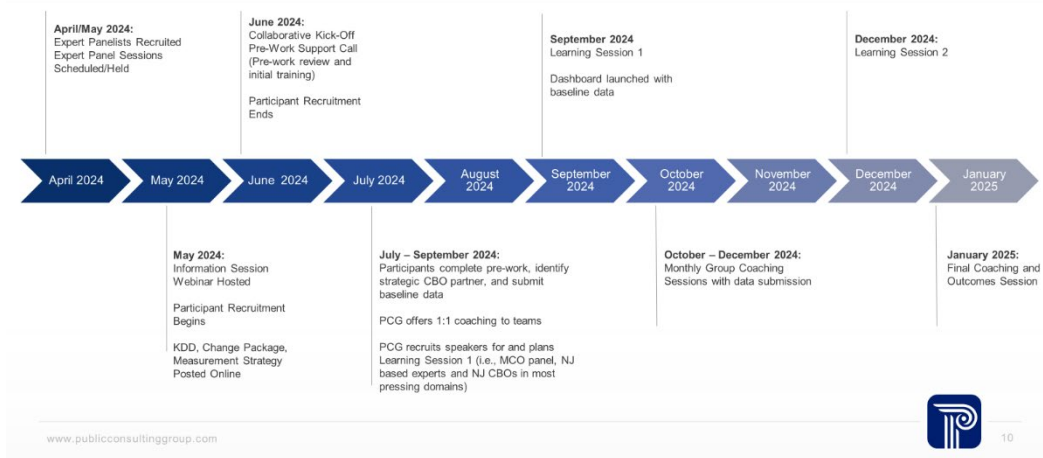 April/May 2024:
Expert Panelists Recruited
Expert Panel Sessions
Scheduled/Held
June 2024:
Collaborative Kick-Off
Pre-Work Support Call
(Pre-work review and
initial training)
Participant Recruitment
Ends
September 2024
Learning Session 1
Dashboard launched with
baseline data
December 2024:
Learning Session 2
April 2024
May 2024
June 2024
July 2024
August
2024
September
2024
October
2024
November
2024
December
2024
January
2025
May 2024:
Information Session
Webinar Hosted
Participant Recruitment
Begins
KDD, Change Package,
Measurement Strategy
Posted Online
July – September 2024:
Participants complete pre-work, identify
strategic CBO partner, and submit
baseline data
PCG offers 1:1 coaching to teams
PCG recruits speakers for and plans
Learning Session 1 (i.e., MCO panel, NJ
based experts and NJ CBOs in most
pressing domains)
October – December 2024:
Monthly Group Coaching
Sessions with data submission
January 2025:
Final Coaching and
Outcomes Session
www.publicconsultinggroup.com
10